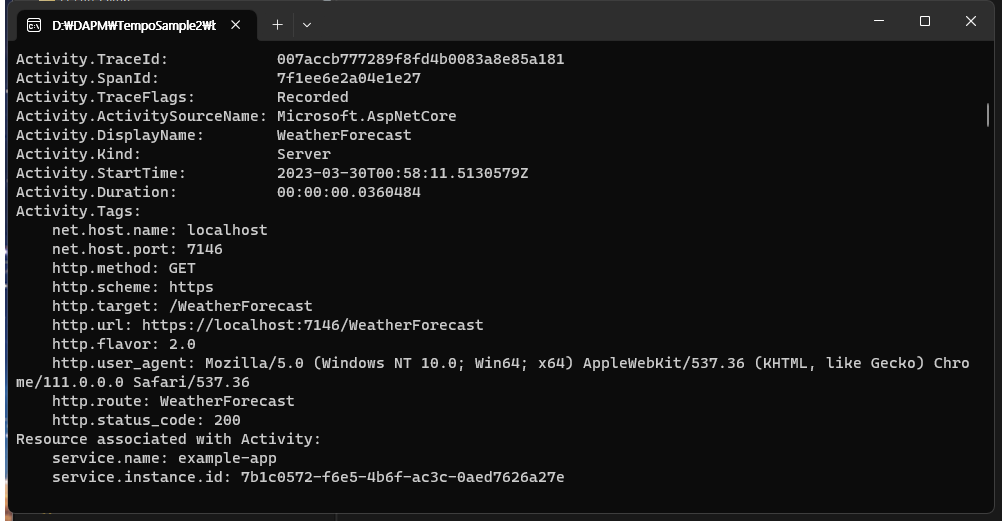 D:₩DAPM₩TempoSample2₩b
Activity.TraceId: 007accb777289f8fd4b0083a8e85a181
Activity.SpanId: 7f1ee6e2a04e1e27
Activity.TraceFlags: Recorded
Activity.ActivitySourceName: Microsoft.AspNetCore
Activity.DisplayName: WeatherForecast
Activity.Kind: Server
Activity.StartTime: 2023-03-30T00:58:11.5130579Z
Activity.Duration: 00:00:00.0360484
Activity.Tags:
net.host.name: localhost
net.host.port: 7146
http.method: GET
http.scheme: https
http.target: /WeatherForecast
http.url: https://localhost:7146/WeatherForecast
http.flavor: 2.0
http.user_agent: Mozilla/5.0 (Windows NT 10.0; Win64; x64) AppleWebKit/537.36 (KHTML, like Gecko) Chro
me/111.0.0.0 Safari/537.36
http.route: WeatherForecast
http.status_code: 200
Resource associated with Activity:
service.name: example-app
service.instance.id: 7b1c0572-f6e5-4b6f-ac3c-0aed7626a27e